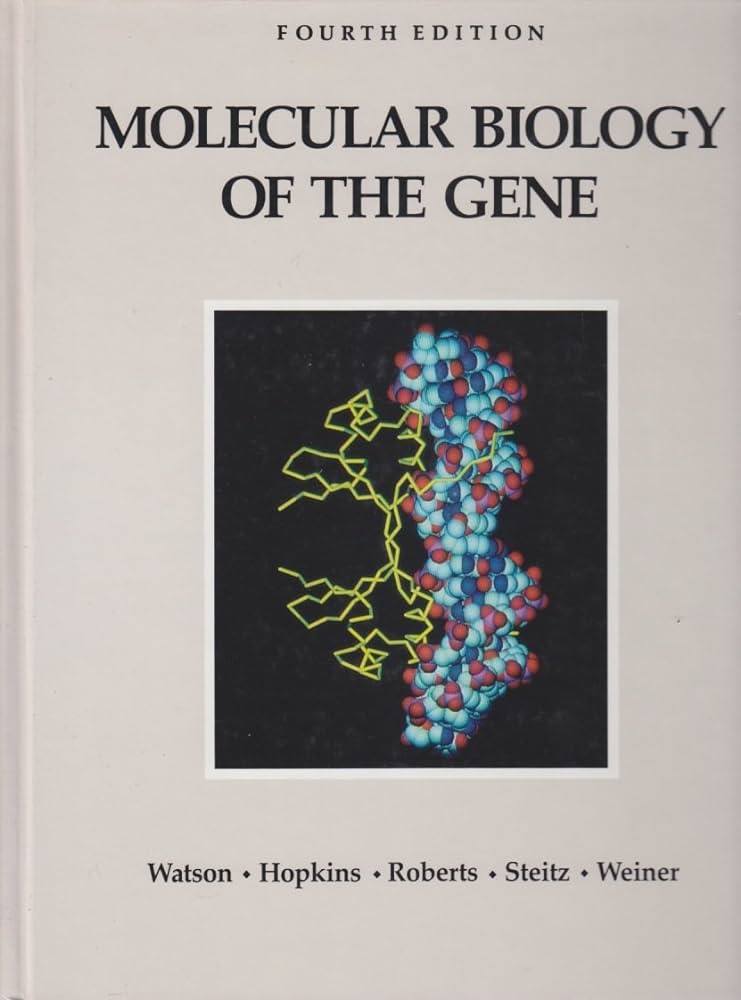 FOURTH EDITION
MOLECULAR BIOLOGY
OF THE GENE
Watson • Hopkins • Roberts • Steitz • Weiner